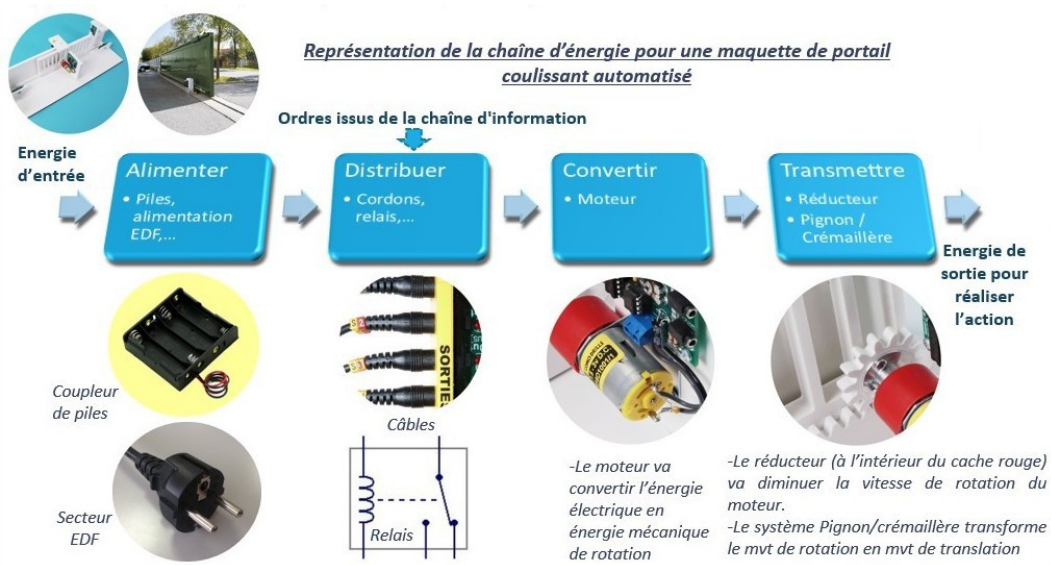 Représentation de la chaîne d'énergie pour une maquette de portail
coulissant automatisé
Ordres issus de la chaîne d'information
Energie
d'entrée
Alimenter
• Piles,
alimentation
EDF,...
Distribuer
• Cordons,
relais,...
Convertir
• Moteur
Transmettre
• Réducteur
• Pignon /
Crémaillère
Energie de
sortie pour
réaliser
l'action
Coupleur
de piles
Secteur
EDF
S2
SORTIE
Câbles
Relais
-Le moteur va
convertir l'énergie
électrique en
énergie mécanique
de rotation
-Le réducteur (à l'intérieur du cache rouge)
va diminuer la vitesse de rotation du
moteur.
-Le système Pignon/crémaillère transforme
le mvt de rotation en mvt de translation